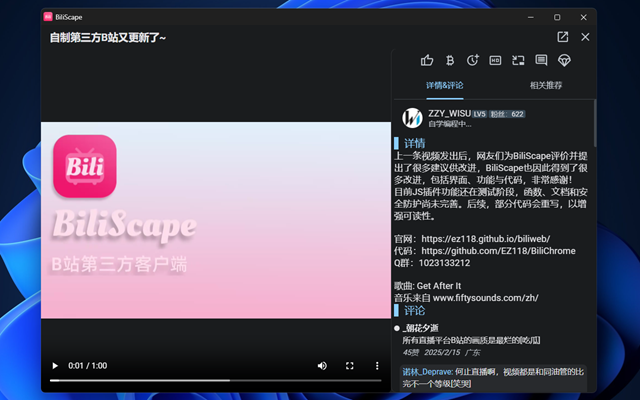 BiliScape
自制第三方B站又更新了~
详情&评论
相关推荐
ZZY_WISU LV5 粉丝: 622
自学编程中...
详情
上一条视频发出后，网友们为BiliScape评价并提
出了很多建议供改进，BiliScape也因此得到了很
多改进，包括界面、功能与代码，非常感谢！
目前JS插件功能还在测试阶段，函数、文档和安
全防护尚未完善。后续，部分代码会重写，以增
强可读性。
官网：https://ez118.github.io/biliweb/
代码：https://github.com/EZ118/BiliChrome
Q群：1023133212
歌曲: Get After It
音乐来自 www.fiftysounds.com/zh/
评论
_朝花夕逝
所有直播平台B站的画质是最烂的[吃瓜]
45赞 2025/2/15 广东
诺林_Deprave: 何止直播啊，视频都是和同油管的比
完不一个等级[笑哭]
Bili
BiliScape
B站第三方客户端
0:01 / 1:00
HD